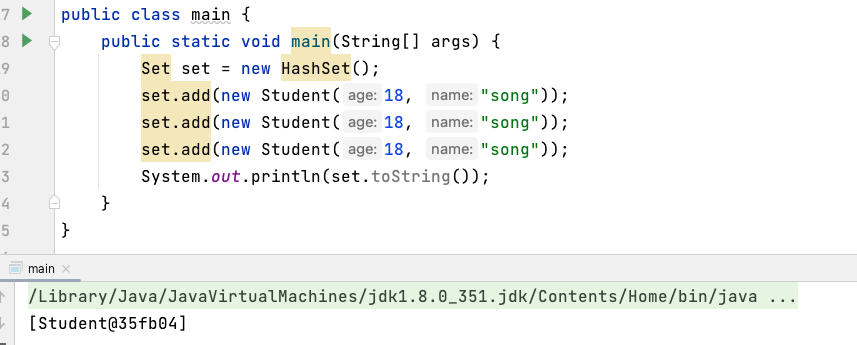 7 public class main {
8 public static void main(String[] args) {
9 Set set = new HashSet();
0 set.add(new Student( age: 18, name: "song"));
1 set.add(new Student( age: 18, name: "song"));
2 set.add(new Student( age: 18, name: "song"));
3 System.out.println(set.toString());
4 }
5 }
main ×
/Library/Java/JavaVirtualMachines/jdk1.8.0_351.jdk/Contents/Home/bin/java ...
[Student@35fb04]